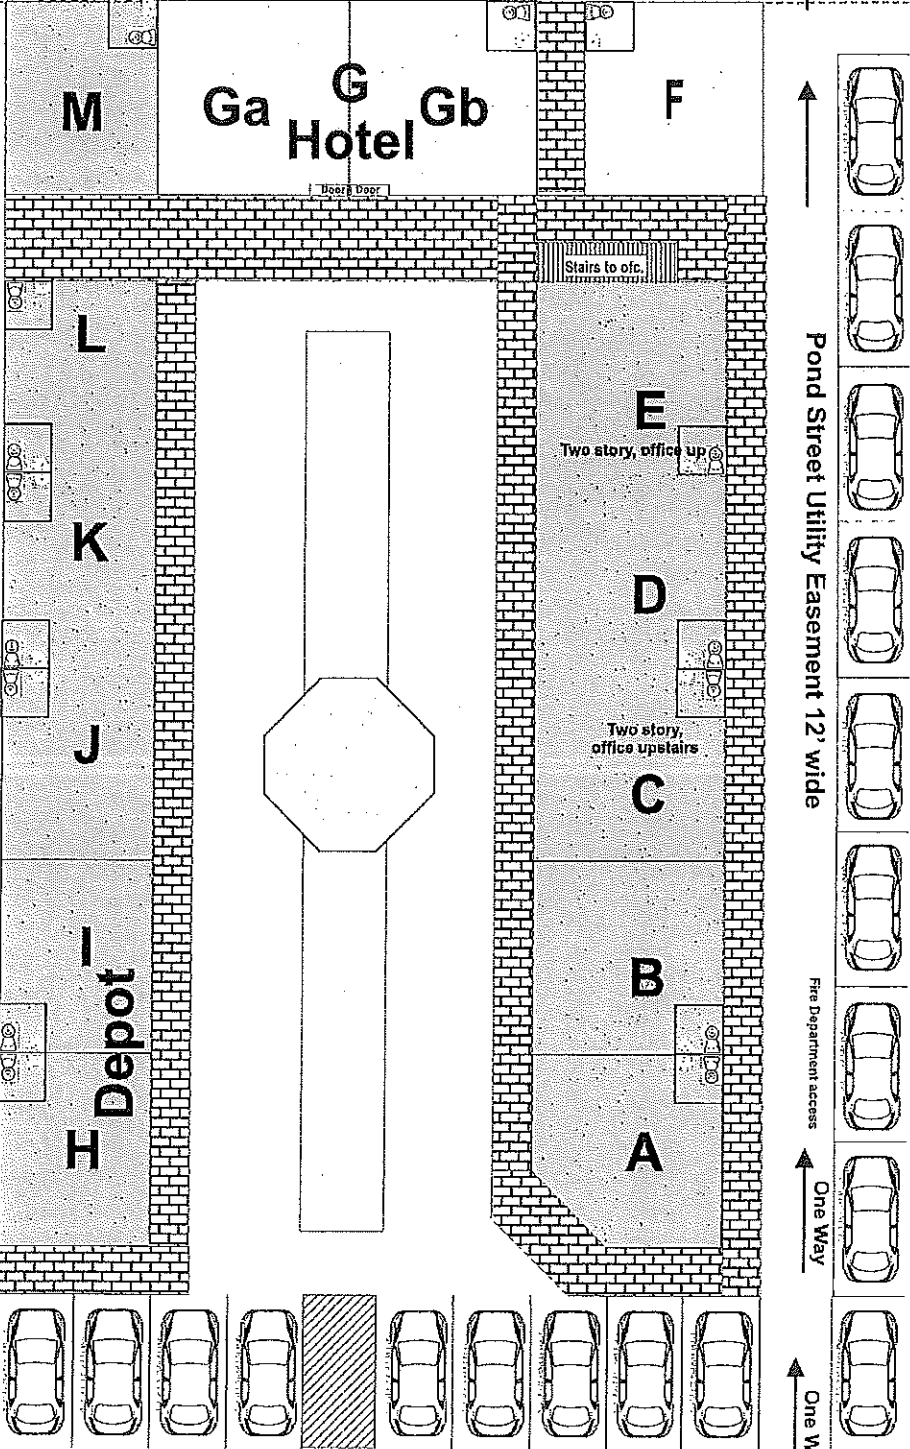 M
Ga
G
Gb
Hotel
F
Door
Door
Stairs to ofc.
L
E
Two story, office up
K
D
J
Two story,
office upstairs
C
I
Depot
B
H
A
Pond Street Utility Easement 12' wide
Fire Department access
One Way
One W